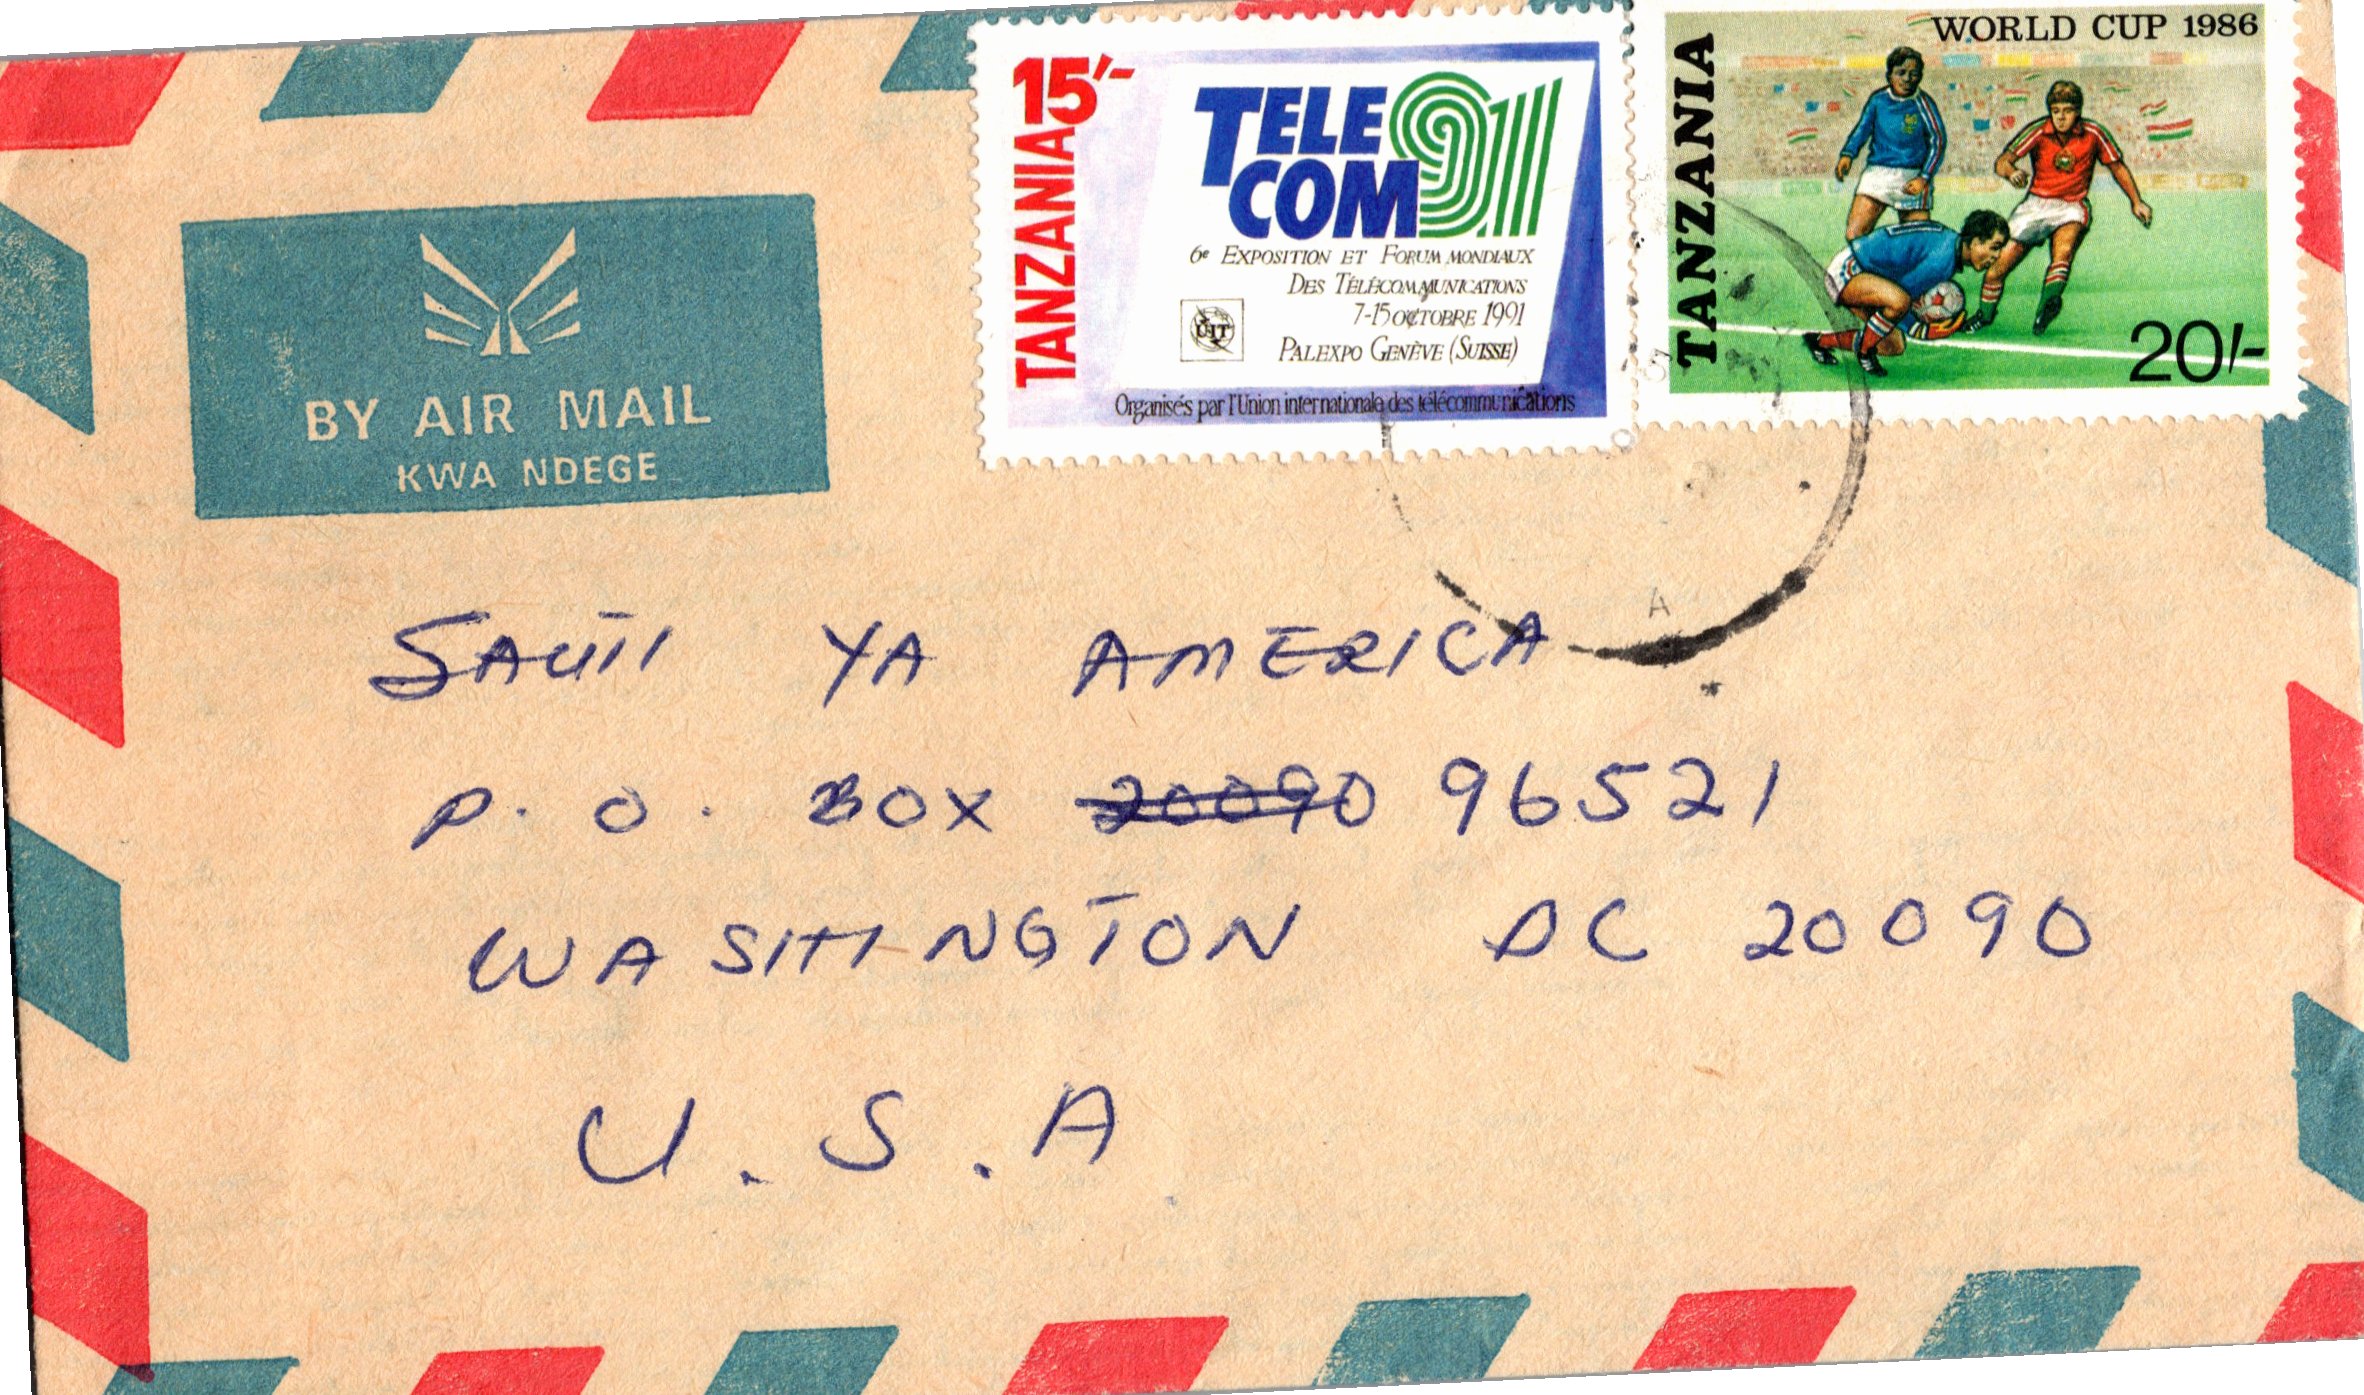 BY AIR MAIL
KWA NDEGE
TANZANIA 15/-
TELECOM 91
6e EXPOSITION ET FORUM MONDIAUX
DES TÉLÉCOMMUNICATIONS
7-15 OCTOBRE 1991
PALEXPO GENÈVE (SUISSE)
UIT
Organisés par l'Union internationale des télécommunications
WORLD CUP 1986
TANZANIA
20/-
A
SAUTI YA AMERICA
P. O. BOX 20090 96521
WASHINGTON DC 20090
U.S.A